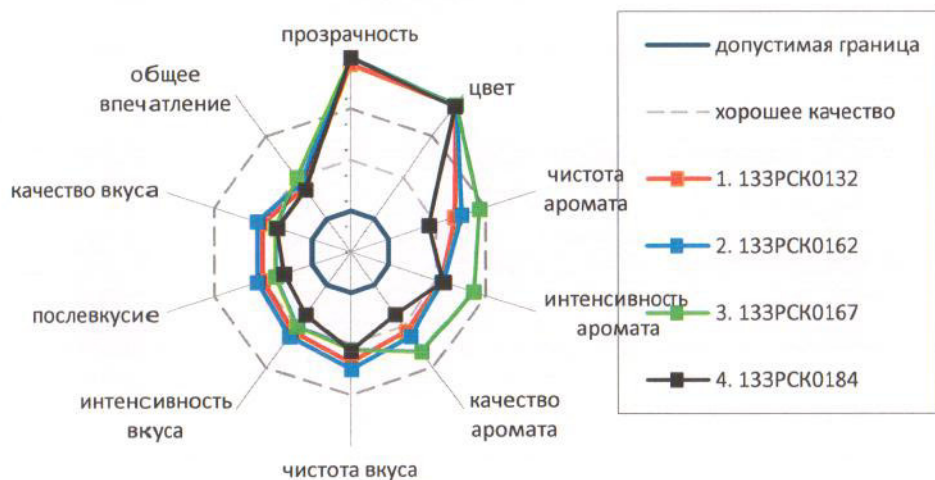 прозрачность
цвет
чистота
аромата
интенсивность
аромата
качество
аромата
чистота вкуса
интенсивность
вкуса
послевкусие
качество вкуса
общее
впечатление
допустимая граница
хорошее качество
1. 133РСК0132
2. 133РСК0162
3. 133РСК0167
4. 133РСК0184